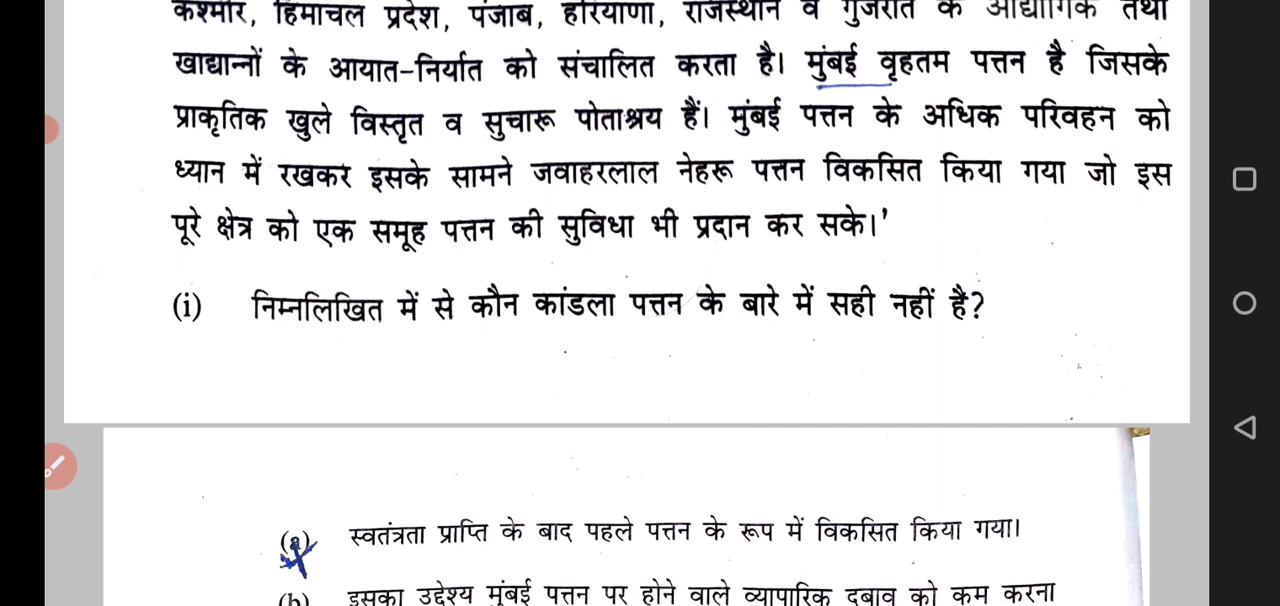 कश्मीर, हिमाचल प्रदेश, पंजाब, हरियाणा, राजस्थान व गुजरात के औद्योगिक तथा
खाद्यान्नों के आयात-निर्यात को संचालित करता है। मुंबई वृहतम पत्तन है जिसके
प्राकृतिक खुले विस्तृत व सुचारू पोताश्रय हैं। मुंबई पत्तन के अधिक परिवहन को
ध्यान में रखकर इसके सामने जवाहरलाल नेहरू पत्तन विकसित किया गया जो इस
पूरे क्षेत्र को एक समूह पत्तन की सुविधा भी प्रदान कर सके।'
(i) निम्नलिखित में से कौन कांडला पत्तन के बारे में सही नहीं है?
(a) स्वतंत्रता प्राप्ति के बाद पहले पत्तन के रूप में विकसित किया गया।
(b) इसका उद्देश्य मुंबई पत्तन पर होने वाले व्यापारिक दबाव को कम करना